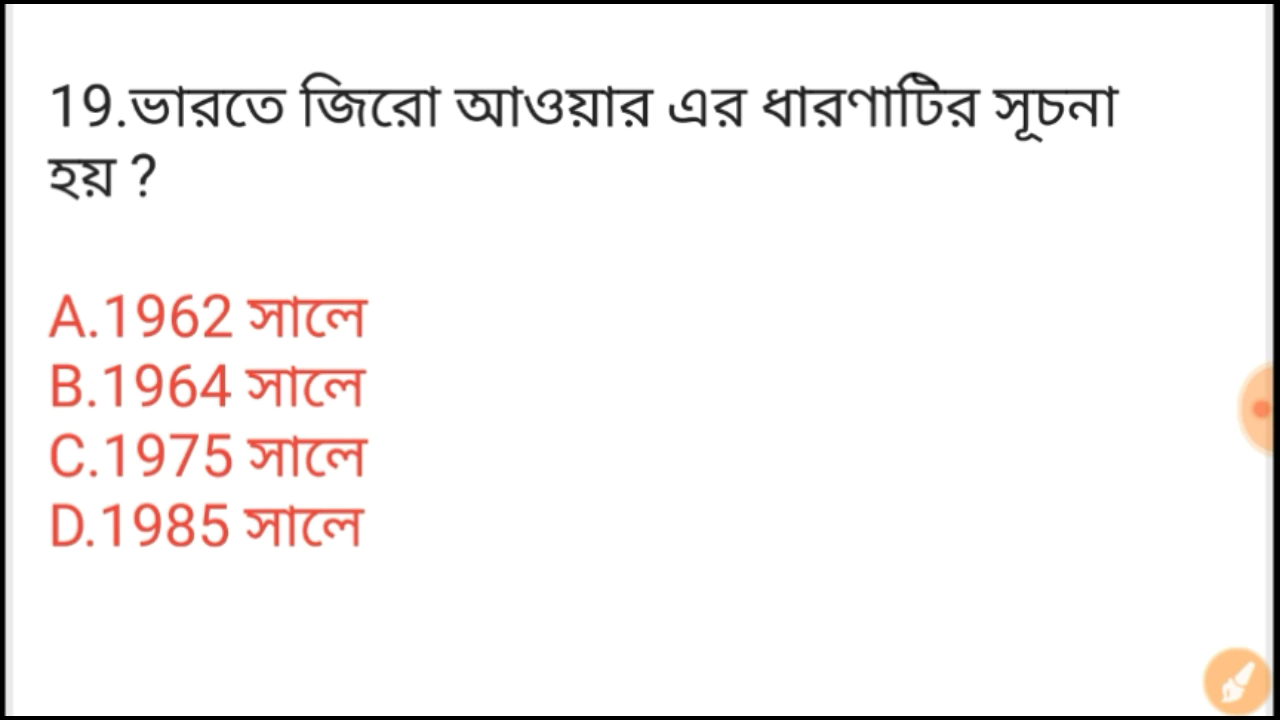 19.ভারতে জিরো আওয়ার এর ধারণাটির সূচনা
হয় ?
A.1962 সালে
B.1964 সালে
C.1975 সালে
D.1985 সালে